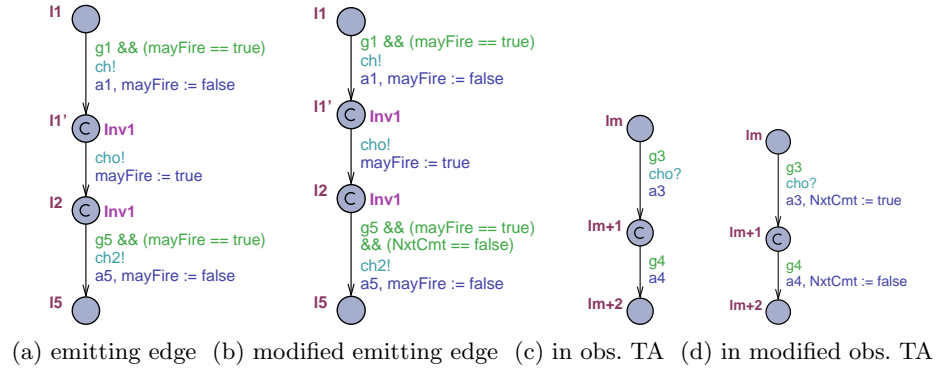 l1
g1 && (mayFire == true)
ch!
a1, mayFire := false
l1'
C
Inv1
cho!
mayFire := true
l2
C
Inv1
g5 && (mayFire == true)
ch2!
a5, mayFire := false
l5
l1
g1 && (mayFire == true)
ch!
a1, mayFire := false
l1'
C
Inv1
cho!
mayFire := true
l2
C
Inv1
g5 && (mayFire == true)
&& (NxtCmt == false)
ch2!
a5, mayFire := false
l5
lm
g3
cho?
a3
lm+1
C
g4
a4
lm+2
lm
g3
cho?
a3, NxtCmt := true
lm+1
C
g4
a4, NxtCmt := false
lm+2
(a) emitting edge (b) modified emitting edge (c) in obs. TA (d) in modified obs. TA